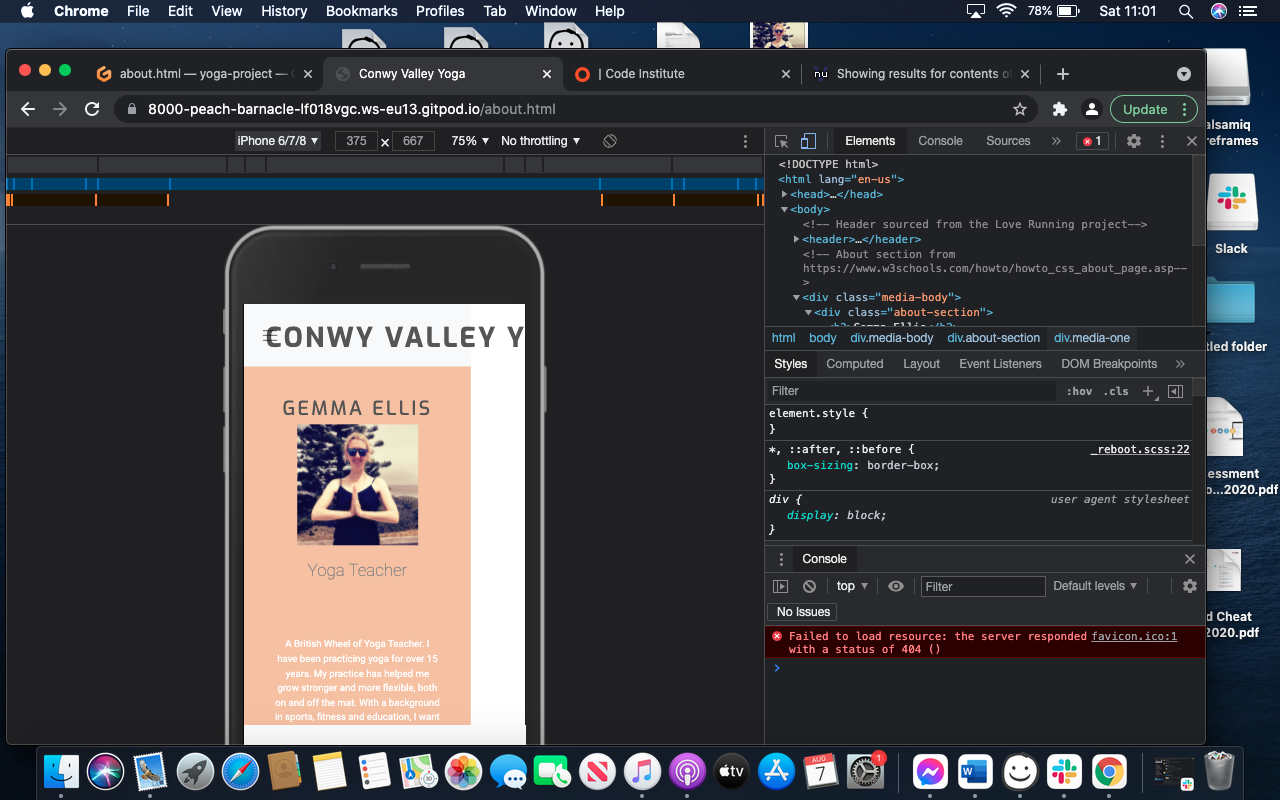 Chrome File Edit View History Bookmarks Profiles Tab Window Help 78% Sat 11:01
about.html — yoga-project —
Conwy Valley Yoga
| Code Institute
nu Showing results for contents of
8000-peach-barnacle-lf018vgc.ws-eu13.gitpod.io/about.html
Update
iPhone 6/7/8 ▼ 375 × 667 75% ▼ No throttling ▼
Elements Console Sources » 1
<!DOCTYPE html>
<html lang="en-us">
<head>…</head>
<body>
<!-- Header sourced from the Love Running project-->
<header>…</header>
<!-- About section from
https://www.w3schools.com/howto/howto_css_about_page.asp--
>
<div class="media-body">
<div class="about-section">
<h2>Gemma Ellis</h2>
html body div.media-body div.about-section div.media-one
Styles Computed Layout Event Listeners DOM Breakpoints »
Filter :hov .cls +
element.style {
}
*, ::after, ::before { _reboot.scss:22
box-sizing: border-box;
}
div { user agent stylesheet
display: block;
}
Console
top ▼ Filter Default levels ▼
No Issues
Failed to load resource: the server responded favicon.ico:1
with a status of 404 ()
CONWY VALLEY Y
GEMMA ELLIS
Yoga Teacher
A British Wheel of Yoga Teacher. I
have been practicing yoga for over 15
years. My practice has helped me
grow stronger and more flexible, both
on and off the mat. With a background
in sports, fitness and education, I want
alsamiq
reframes
Slack
tled folder
essment
o...2020.pdf
d Cheat
2020.pdf
tv
AUG
7
1